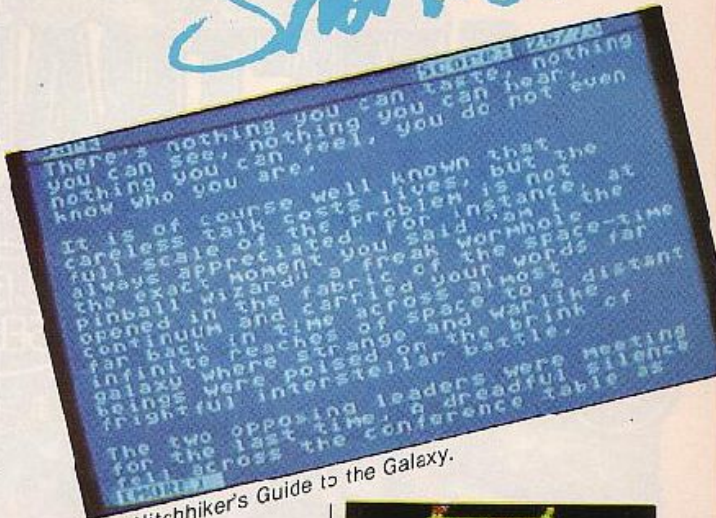 Score: 25/73
There's nothing you can taste, nothing
you can see, nothing you can hear,
nothing you can feel, you do not even
know who you are.
It is of course well known that
careless talk costs lives, but the
full scale of the problem is not
always appreciated. For instance, at
the exact moment you said "am i the
pinball wizard" a freak wormhole
opened in the fabric of the space-time
continuum and carried your words far
far back in time across almost
infinite reaches of space to a distant
galaxy where strange and warlike
beings were poised on the brink of
frightful interstellar battle.
The two opposing leaders were meeting
for the last time, a dreadful silence
fell across the conference table as
[MORE]
Hitchhiker's Guide to the Galaxy.